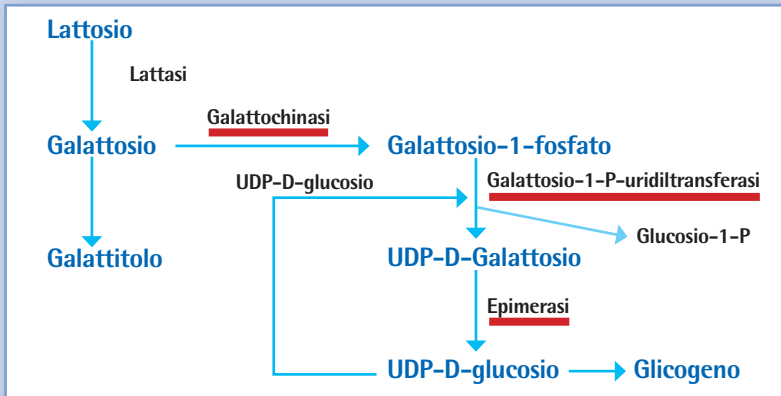 Lattosio
Lattasi
Galattochinasi
Galattosio
Galattosio-1-fosfato
UDP-D-glucosio
Galattosio-1-P-uridiltransferasi
Glucosio-1-P
Galattitolo
UDP-D-Galattosio
Epimerasi
UDP-D-glucosio
Glicogeno